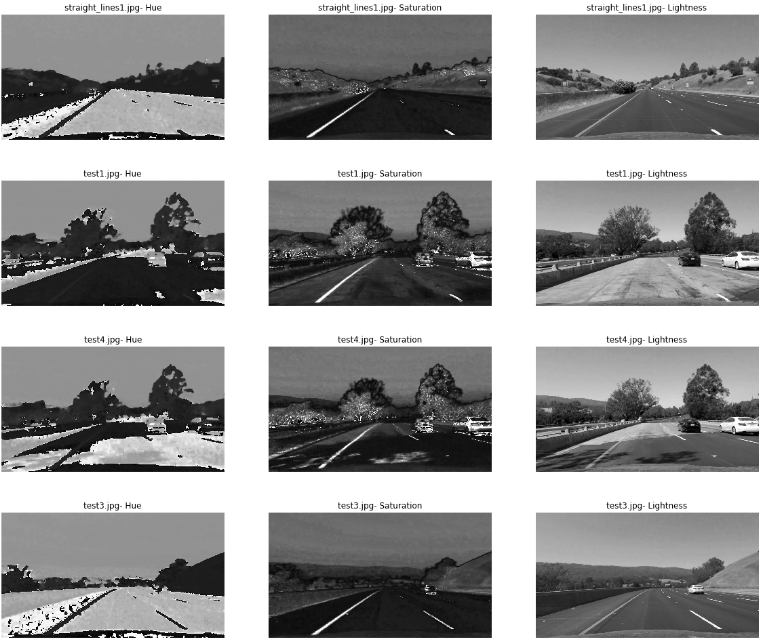 straight_lines1.jpg- Hue
straight_lines1.jpg- Saturation
straight_lines1.jpg- Lightness
test1.jpg- Hue
test1.jpg- Saturation
test1.jpg- Lightness
test4.jpg- Hue
test4.jpg- Saturation
test4.jpg- Lightness
test3.jpg- Hue
test3.jpg- Saturation
test3.jpg- Lightness